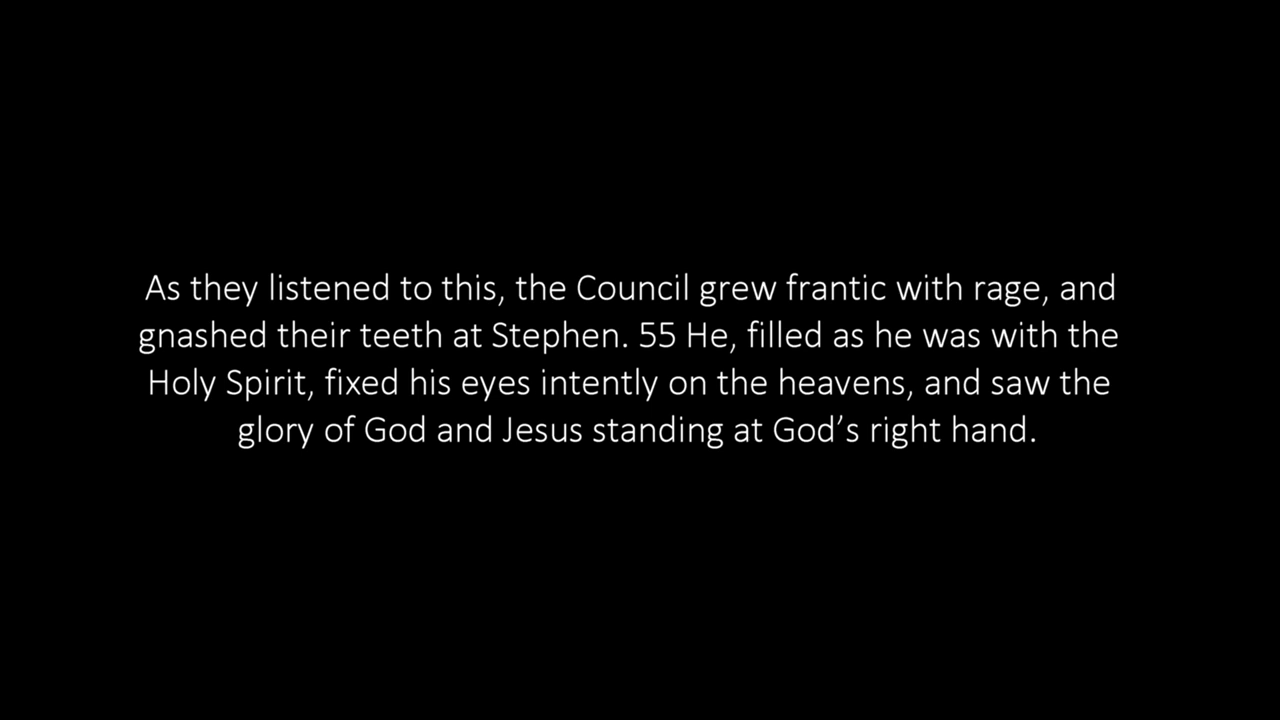 As they listened to this, the Council grew frantic with rage, and
gnashed their teeth at Stephen. 55 He, filled as he was with the
Holy Spirit, fixed his eyes intently on the heavens, and saw the
glory of God and Jesus standing at God’s right hand.